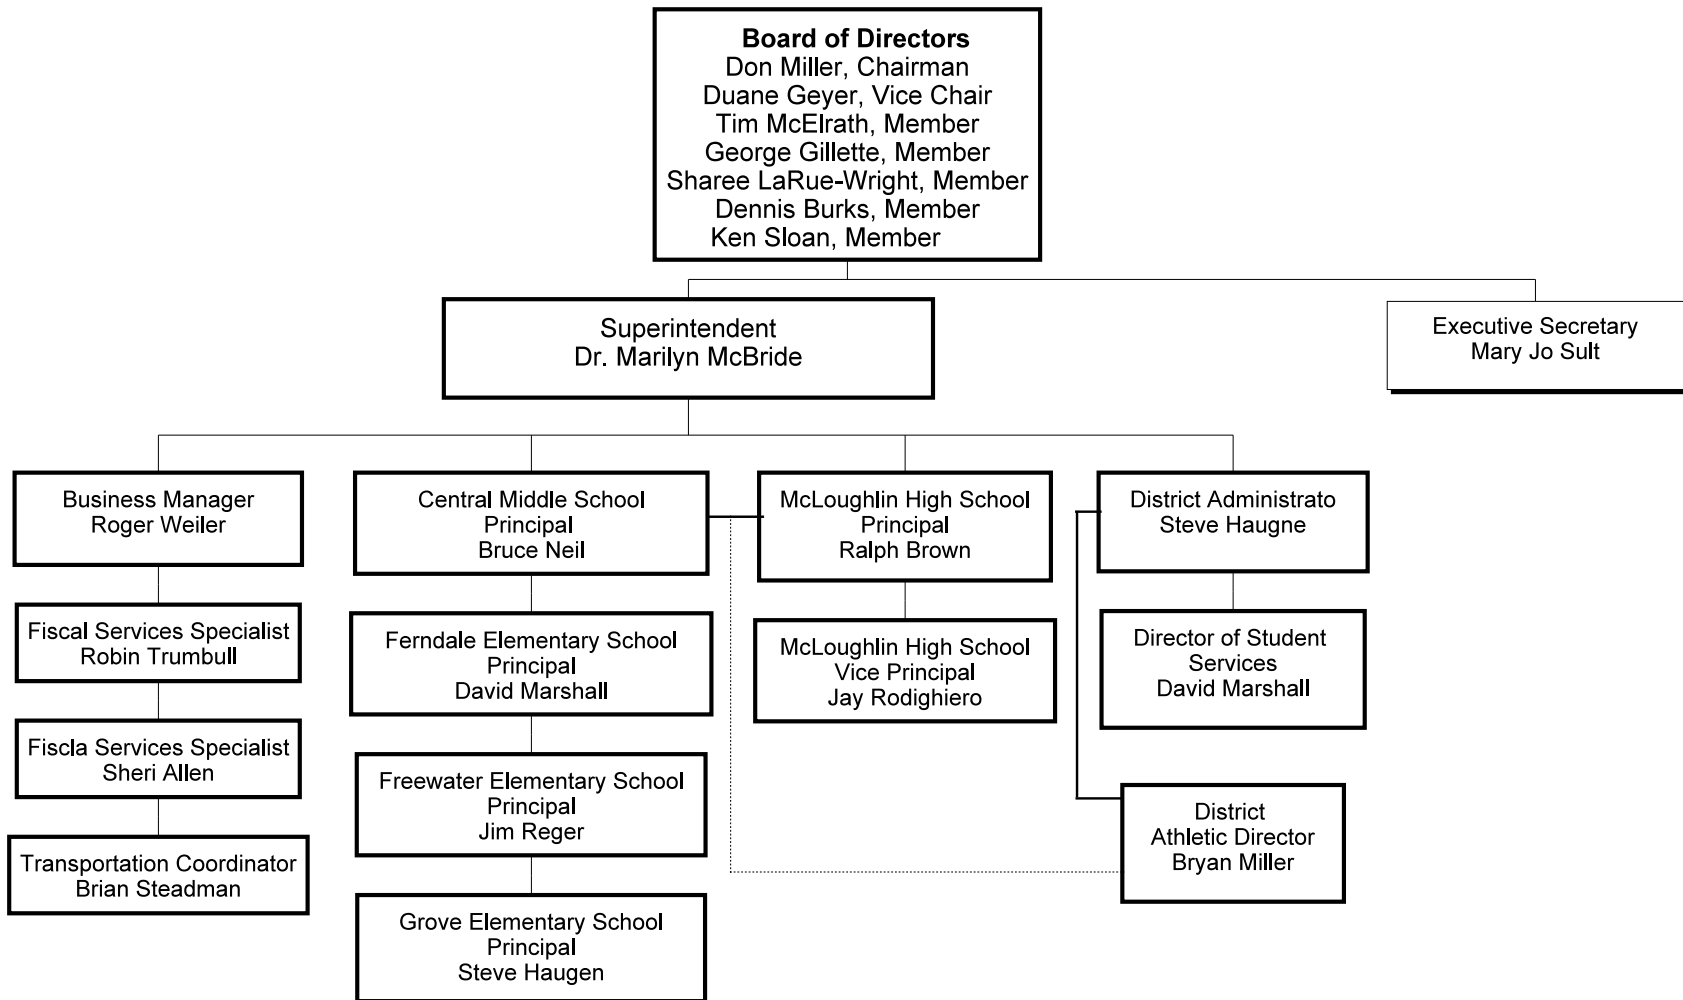 Board of Directors
Don Miller, Chairman
Duane Geyer, Vice Chair
Tim McElrath, Member
George Gillette, Member
Sharee LaRue-Wright, Member
Dennis Burks, Member
Ken Sloan, Member
Superintendent
Dr. Marilyn McBride
Executive Secretary
Mary Jo Sult
Business Manager
Roger Weiler
Central Middle School
Principal
Bruce Neil
McLoughlin High School
Principal
Ralph Brown
District Administrato
Steve Haugne
Fiscal Services Specialist
Robin Trumbull
Ferndale Elementary School
Principal
David Marshall
McLoughlin High School
Vice Principal
Jay Rodighiero
Director of Student
Services
David Marshall
Fiscla Services Specialist
Sheri Allen
Freewater Elementary School
Principal
Jim Reger
District
Athletic Director
Bryan Miller
Transportation Coordinator
Brian Steadman
Grove Elementary School
Principal
Steve Haugen